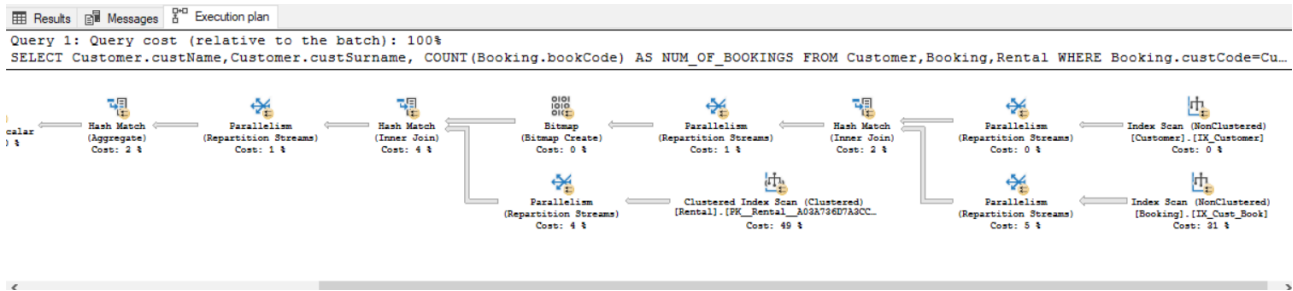 Results Messages Execution plan
Query 1: Query cost (relative to the batch): 100%
SELECT Customer.custName,Customer.custSurname, COUNT(Booking.bookCode) AS NUM_OF_BOOKINGS FROM Customer,Booking,Rental WHERE Booking.custCode=Cu…
calar
0 %
Hash Match
(Aggregate)
Cost: 2 %
Parallelism
(Repartition Streams)
Cost: 1 %
Hash Match
(Inner Join)
Cost: 4 %
Bitmap
(Bitmap Create)
Cost: 0 %
Parallelism
(Repartition Streams)
Cost: 1 %
Hash Match
(Inner Join)
Cost: 2 %
Parallelism
(Repartition Streams)
Cost: 0 %
Index Scan (NonClustered)
[Customer].[IX_Customer]
Cost: 0 %
Parallelism
(Repartition Streams)
Cost: 4 %
Clustered Index Scan (Clustered)
[Rental].[PK__Rental__A03A736D7A3CC…
Cost: 49 %
Parallelism
(Repartition Streams)
Cost: 5 %
Index Scan (NonClustered)
[Booking].[IX_Cust_Book]
Cost: 31 %